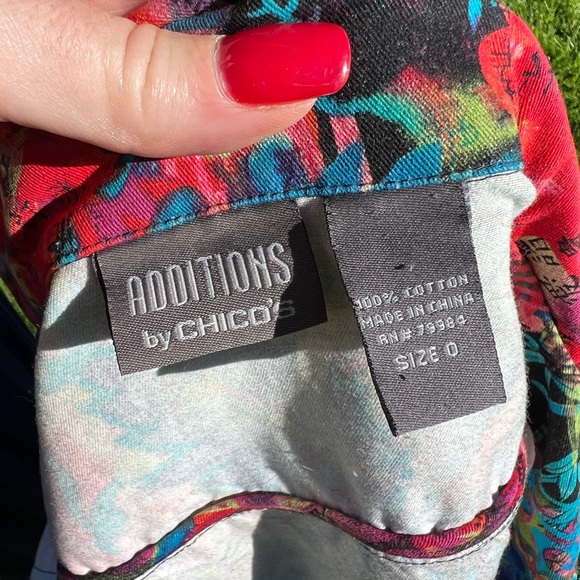 ADDITIONS
by CHICO'S
100% COTTON
MADE IN CHINA
RN# 79984
SIZE 0